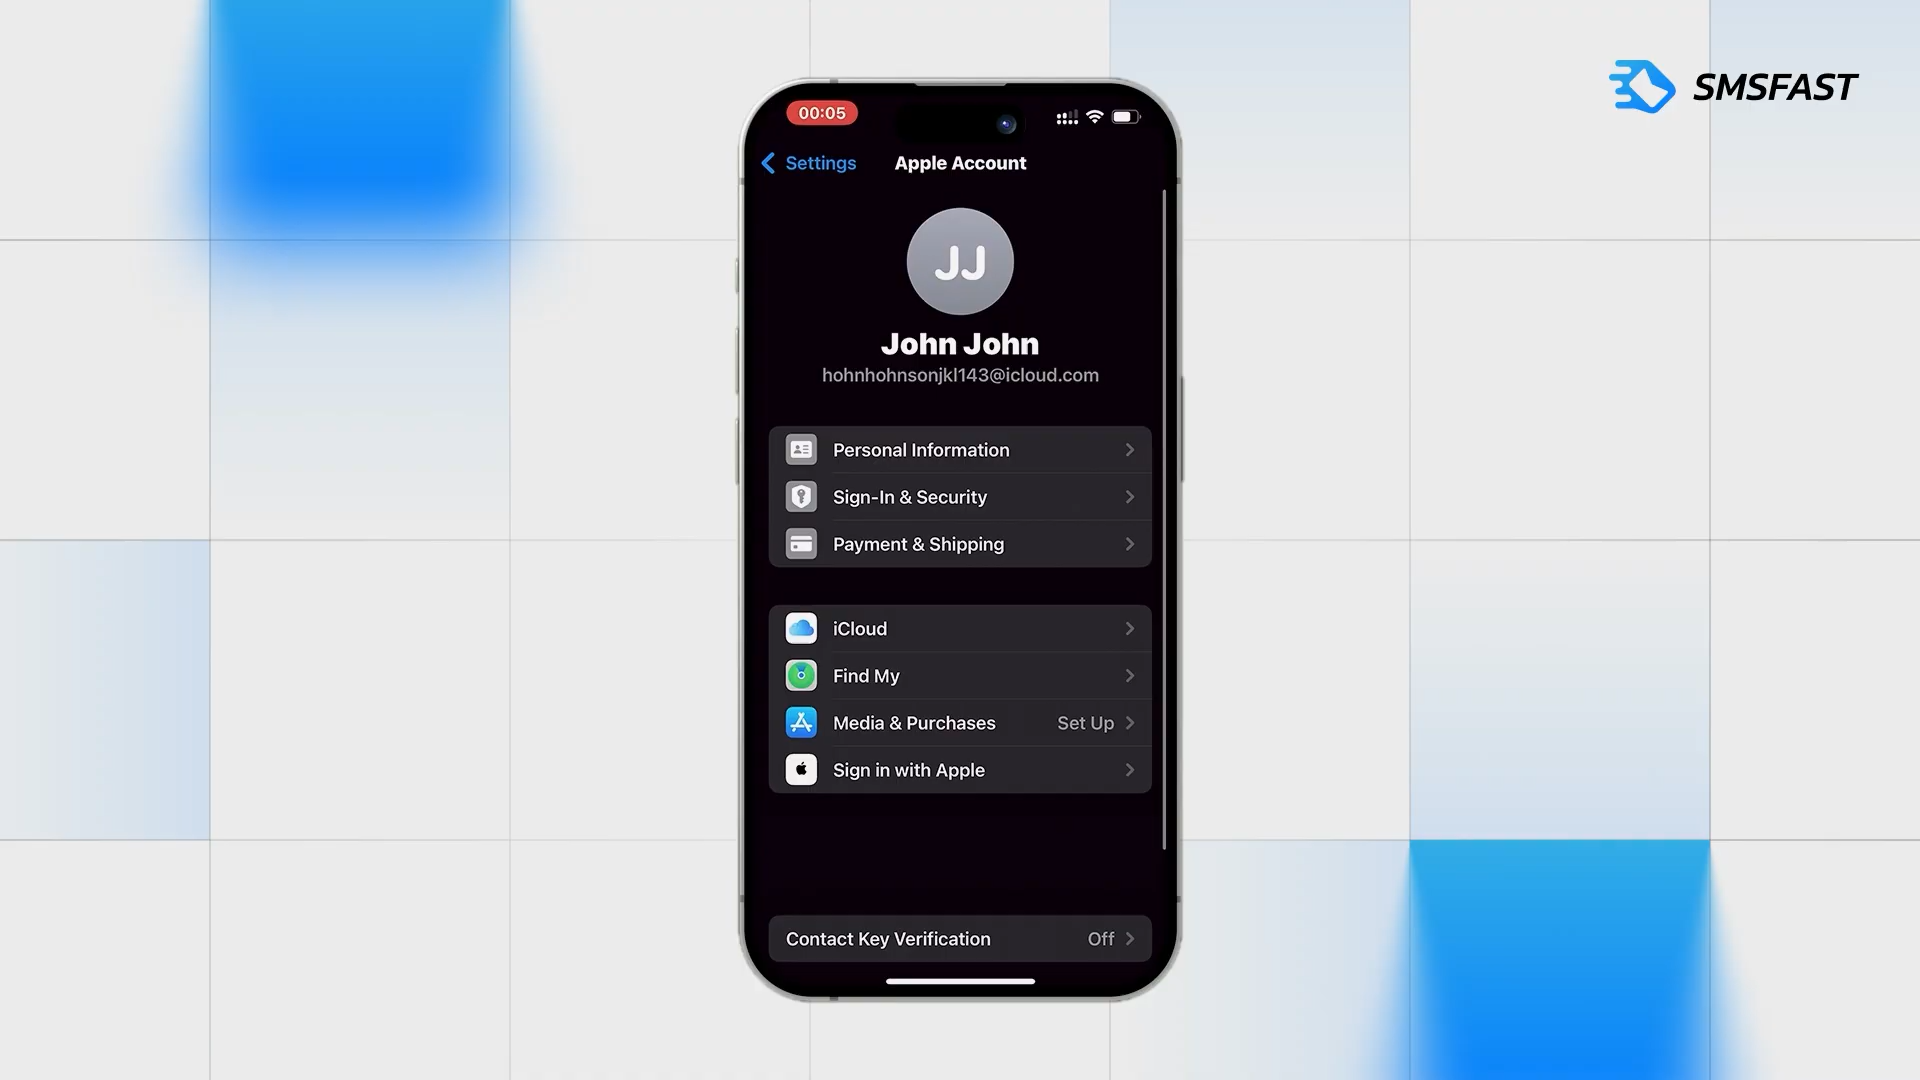 SMSFAST
00:05
Settings
Apple Account
JJ
John John
hohnhohnsonjkl143@icloud.com
Personal Information
Sign-In & Security
Payment & Shipping
iCloud
Find My
Media & Purchases Set Up
Sign in with Apple
Contact Key Verification Off